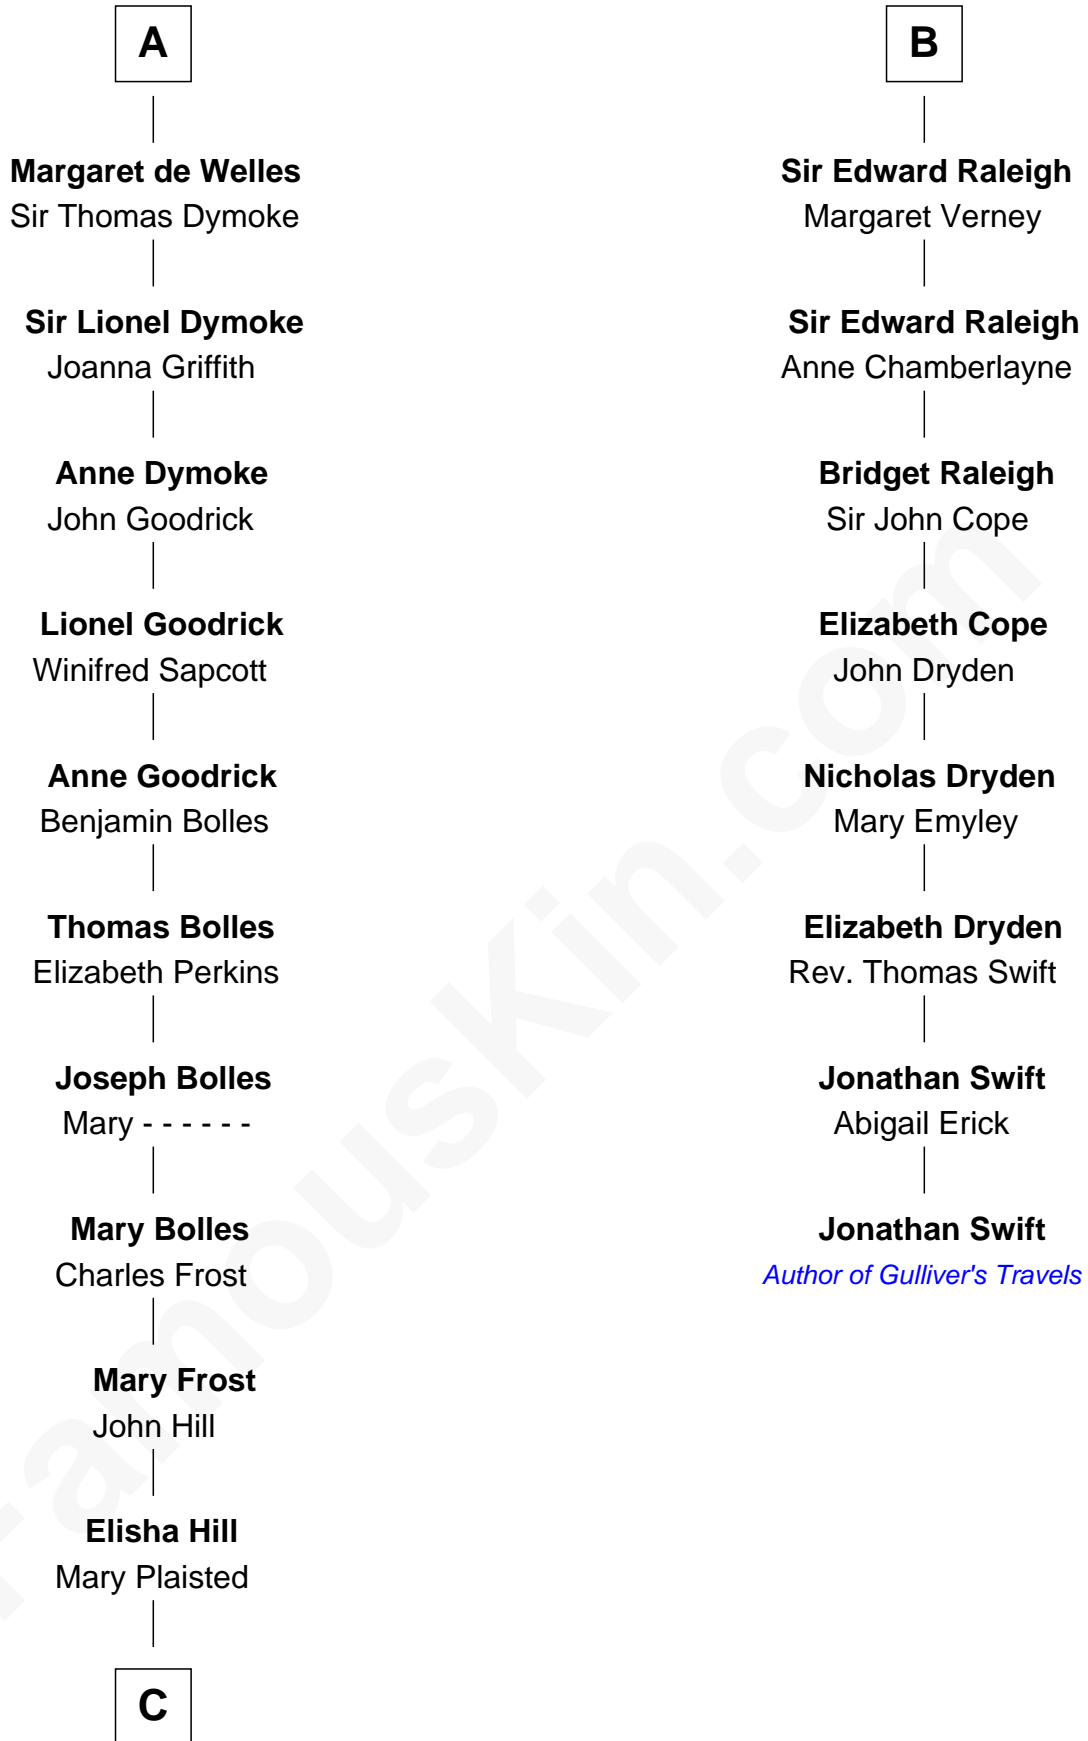 A
Margaret de Welles
Sir Thomas Dymoke
Sir Lionel Dymoke
Joanna Griffith
Anne Dymoke
John Goodrick
Lionel Goodrick
Winifred Sapcott
Anne Goodrick
Benjamin Bolles
Thomas Bolles
Elizabeth Perkins
Joseph Bolles
Mary - - - - - -
Mary Bolles
Charles Frost
Mary Frost
John Hill
Elisha Hill
Mary Plaisted
C
B
Sir Edward Raleigh
Margaret Verney
Sir Edward Raleigh
Anne Chamberlayne
Bridget Raleigh
Sir John Cope
Elizabeth Cope
John Dryden
Nicholas Dryden
Mary Emyley
Elizabeth Dryden
Rev. Thomas Swift
Jonathan Swift
Abigail Erick
Jonathan Swift
Author of Gulliver's Travels
FamousKin.com